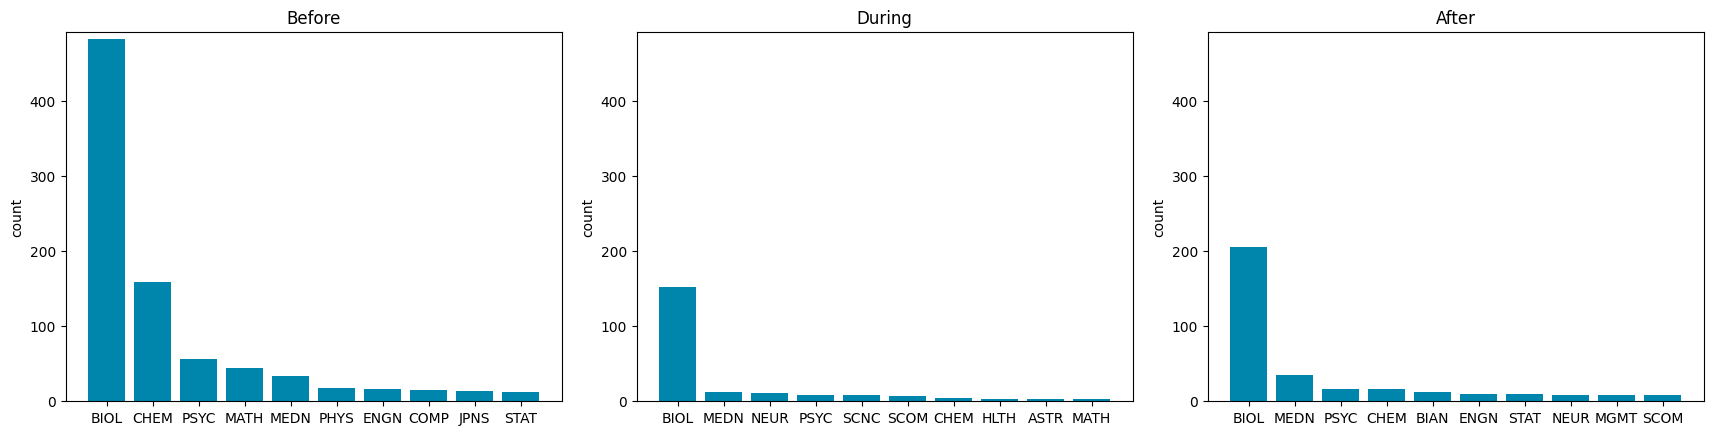 Before
count
400
300
200
100
0
BIOL CHEM PSYC MATH MEDN PHYS ENGN COMP JPNS STAT
During
count
400
300
200
100
0
BIOL MEDN NEUR PSYC SCNC SCOM CHEM HLTH ASTR MATH
After
count
400
300
200
100
0
BIOL MEDN PSYC CHEM BIAN ENGN STAT NEUR MGMT SCOM